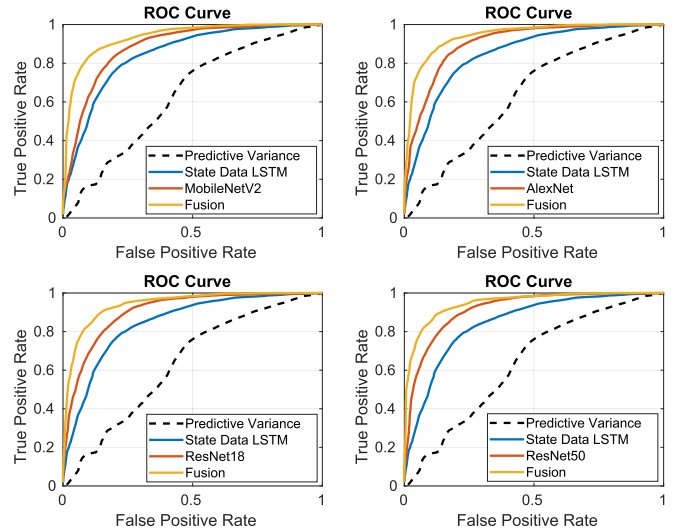 ROC Curve
True Positive Rate
1
0.8
0.6
0.4
0.2
0
0
0.5
1
False Positive Rate
Predictive Variance
State Data LSTM
MobileNetV2
Fusion
ROC Curve
True Positive Rate
1
0.8
0.6
0.4
0.2
0
0
0.5
1
False Positive Rate
Predictive Variance
State Data LSTM
AlexNet
Fusion
ROC Curve
True Positive Rate
1
0.8
0.6
0.4
0.2
0
0
0.5
1
False Positive Rate
Predictive Variance
State Data LSTM
ResNet18
Fusion
ROC Curve
True Positive Rate
1
0.8
0.6
0.4
0.2
0
0
0.5
1
False Positive Rate
Predictive Variance
State Data LSTM
ResNet50
Fusion